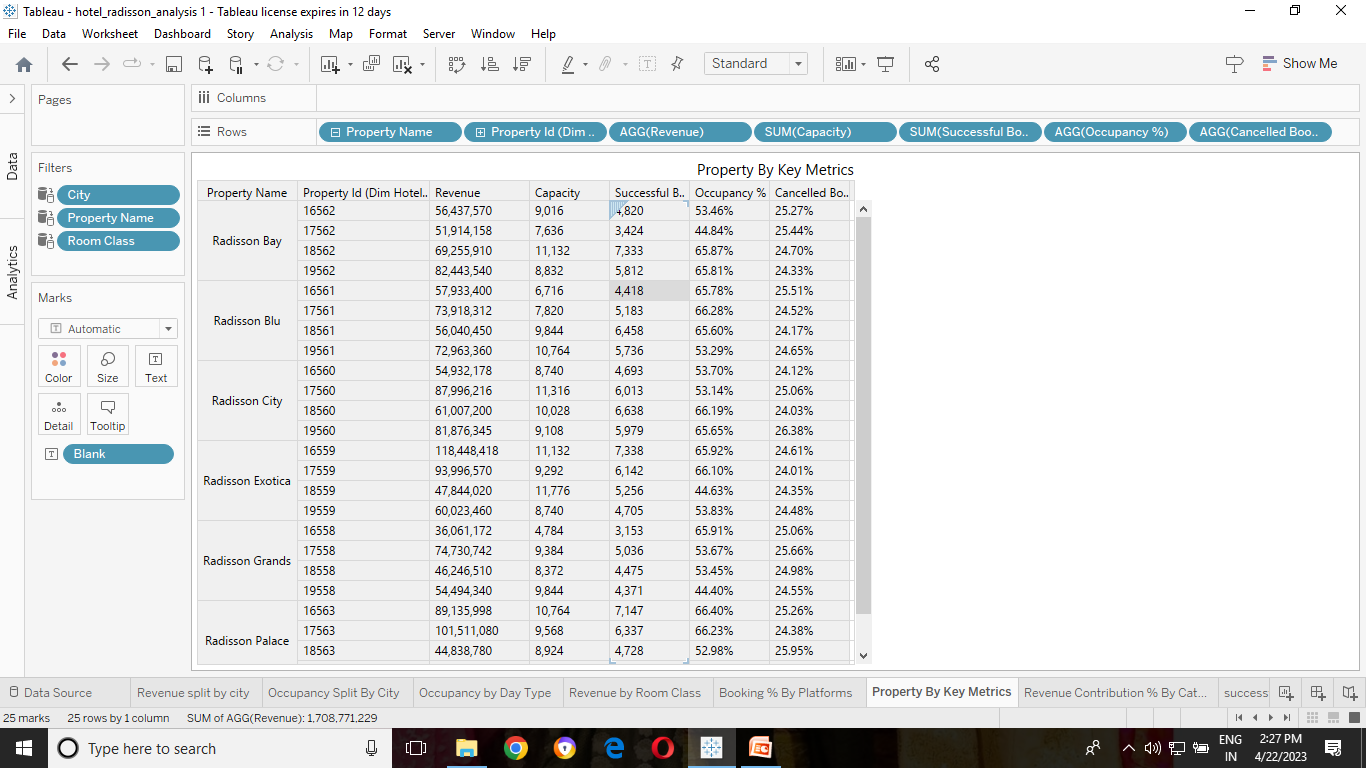 Tableau - hotel_radisson_analysis 1 - Tableau license expires in 12 days
File Data Worksheet Dashboard Story Analysis Map Format Server Window Help
Standard
Show Me
Data
Analytics
Pages
Filters
City
Property Name
Room Class
Marks
Automatic
Color Size Text
Detail Tooltip
Blank
Columns
Rows Property Name Property Id (Dim .. AGG(Revenue) SUM(Capacity) SUM(Successful Bo.. AGG(Occupancy %) AGG(Cancelled Boo..
Property By Key Metrics
Property Name Property Id (Dim Hotel.. Revenue Capacity Successful B.. Occupancy % Cancelled Bo..
Radisson Bay
16562 56,437,570 9,016 4,820 53.46% 25.27%
17562 51,914,158 7,636 3,424 44.84% 25.44%
18562 69,255,910 11,132 7,333 65.87% 24.70%
19562 82,443,540 8,832 5,812 65.81% 24.33%
Radisson Blu
16561 57,933,400 6,716 4,418 65.78% 25.51%
17561 73,918,312 7,820 5,183 66.28% 24.52%
18561 56,040,450 9,844 6,458 65.60% 24.17%
19561 72,963,360 10,764 5,736 53.29% 24.65%
Radisson City
16560 54,932,178 8,740 4,693 53.70% 24.12%
17560 87,996,216 11,316 6,013 53.14% 25.06%
18560 61,007,200 10,028 6,638 66.19% 24.03%
19560 81,876,345 9,108 5,979 65.65% 26.38%
Radisson Exotica
16559 118,448,418 11,132 7,338 65.92% 24.61%
17559 93,996,570 9,292 6,142 66.10% 24.01%
18559 47,844,020 11,776 5,256 44.63% 24.35%
19559 60,023,460 8,740 4,705 53.83% 24.48%
Radisson Grands
16558 36,061,172 4,784 3,153 65.91% 25.06%
17558 74,730,742 9,384 5,036 53.67% 25.66%
18558 46,246,510 8,372 4,475 53.45% 24.98%
19558 54,494,340 9,844 4,371 44.40% 24.55%
Radisson Palace
16563 89,135,998 10,764 7,147 66.40% 25.26%
17563 101,511,080 9,568 6,337 66.23% 24.38%
18563 44,838,780 8,924 4,728 52.98% 25.95%
Data Source Revenue split by city Occupancy Split By City Occupancy by Day Type Revenue by Room Class Booking % By Platforms Property By Key Metrics Revenue Contribution % By Cat... success
25 marks 25 rows by 1 column SUM of AGG(Revenue): 1,708,771,229
Type here to search
ENG
IN
2:27 PM
4/22/2023